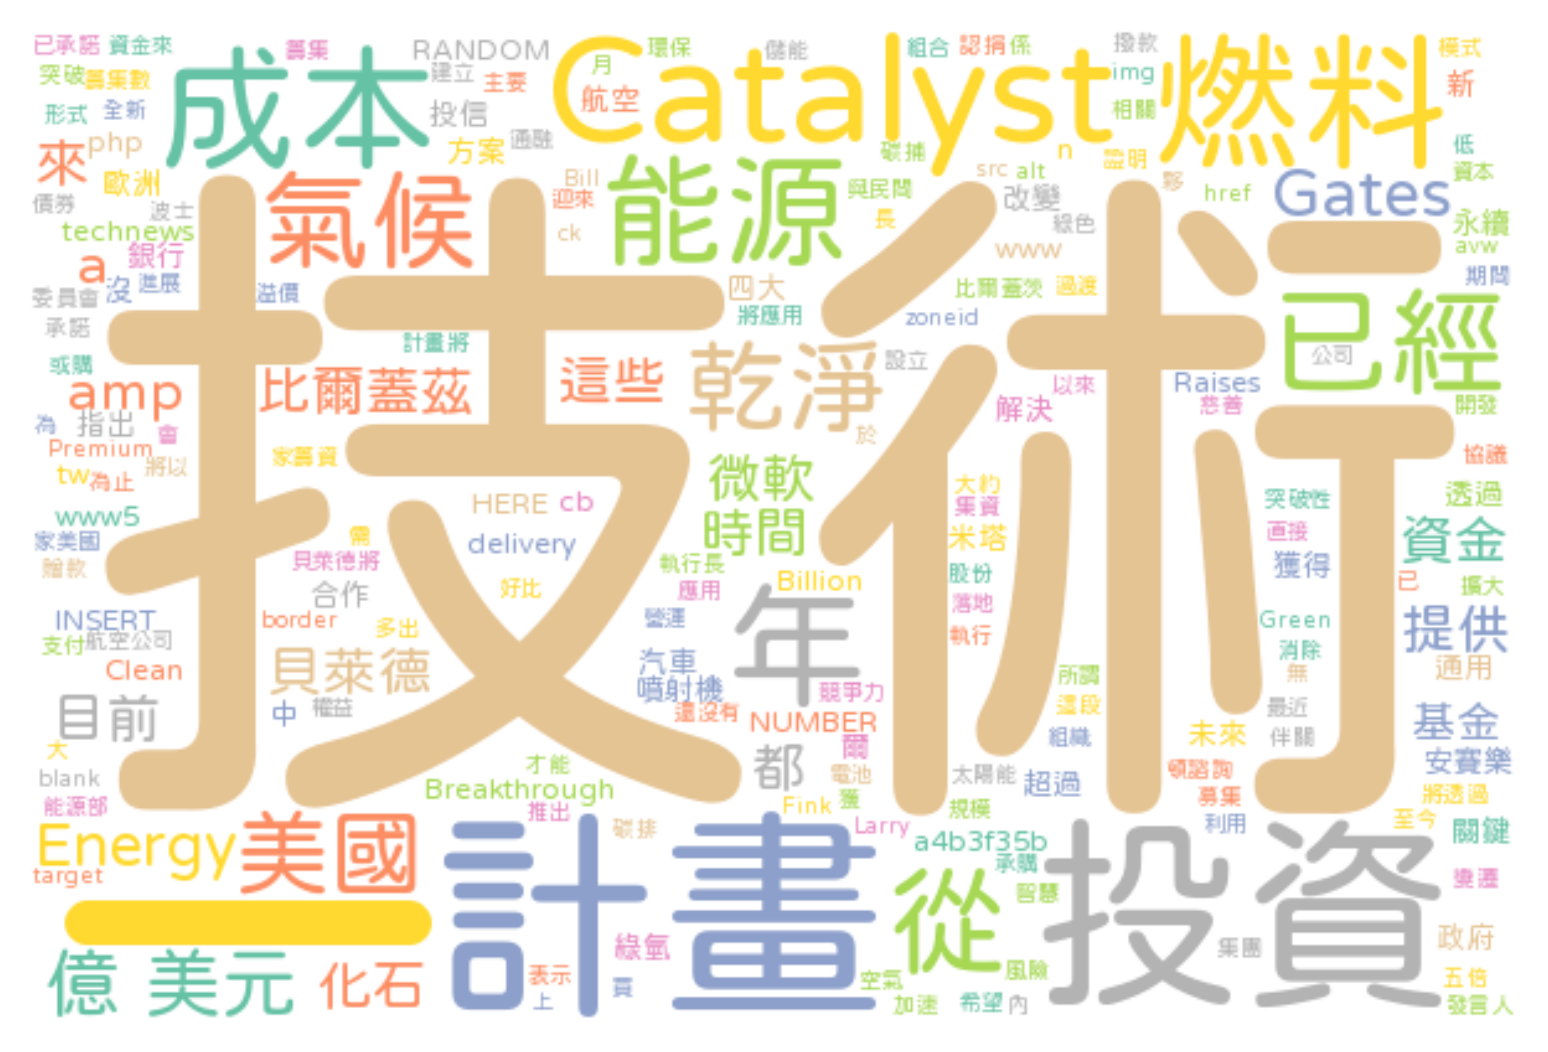 已承諾 資金來 籌集 RANDOM 環保 儲能 組合 認捐 係 撥款 模式
突破 籌集數 成本 建立 主要 Catalyst 月 航空 img 燃料 新
形式 全新 投信 相關
來 php 方案 通融 碳捕 n 證明 低
歐洲 氣候 Bill 能源 src alt 夥 資本
債券 波士 迎來 與民間 改變 href Gates
technews ck 長 綠色 永續
a 銀行 www avw
委員會 沒 進展 溢價 四大 比爾蓋茨 過渡 期間
承諾 計畫將 將應用 zoneid 已經
技術
或購 乾淨 設立 公司
amp 比爾蓋茲 這些 解決 以來 Raises
為 指出 會 於 慈善 開發
Premium 家籌資 協議
tw 為止 將以 微軟 大約 突破性 透過
www5 HERE cb 集資
家美國 需 delivery 時間 米塔 直接 資金
贈款 貝萊德將 執行長 股份 獲得 已
合作 好比 應用 Billion 落地 擴大
INSERT border 營運 年 執行 Green 提供
支付 航空公司 多出 消除
Clean 貝萊德 汽車 所謂 無 通用
目前 中 權益 噴射機 競爭力 這段 最近
還沒有 NUMBER 組織 未來 伴關 基金
大 才能 都 爾 安賽樂
blank Breakthrough 電池 太陽能 超過 頓諮詢
能源部 推出 Fink 獲 規模 募集 將透過
Energy 美國 碳排 Larry 利用 至今 關鍵
target 計畫 a4b3f35b 投資
一 從 承購 智慧 變遷
綠氫 集團 政府
億 美元 化石 表示 空氣 風險 五倍
上 買 加速 希望 內 發言人